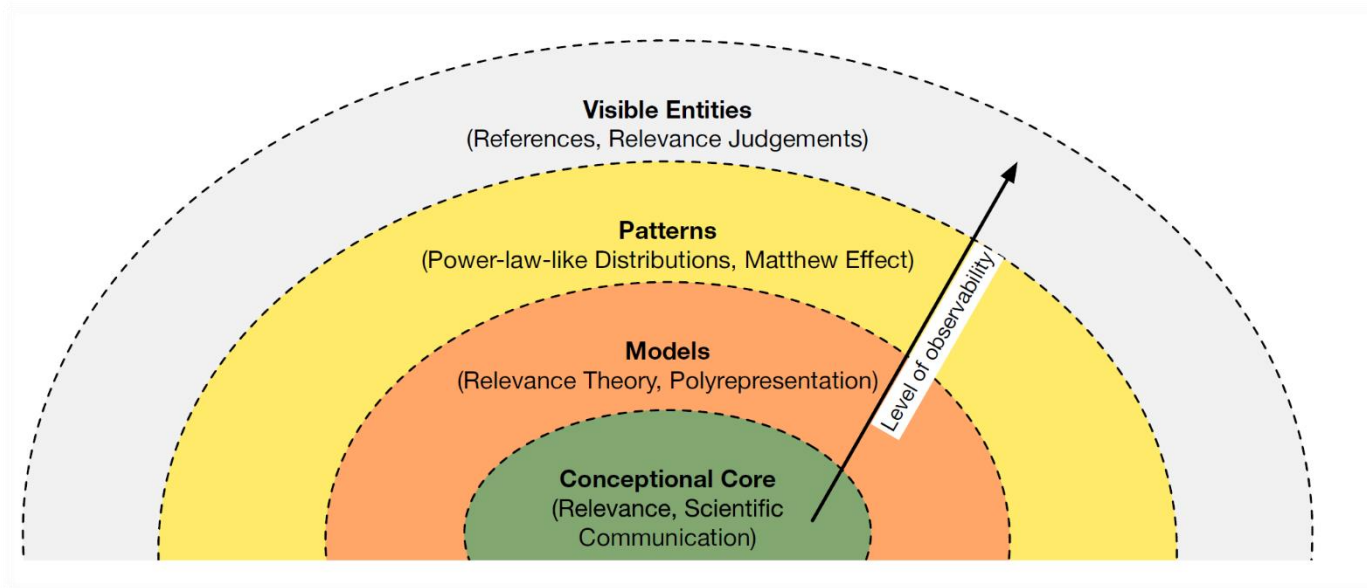 Visible Entities
(References, Relevance Judgements)
Patterns
(Power-law-like Distributions, Matthew Effect)
Models
(Relevance Theory, Polyrepresentation)
Level of observability
Conceptional Core
(Relevance, Scientific
Communication)